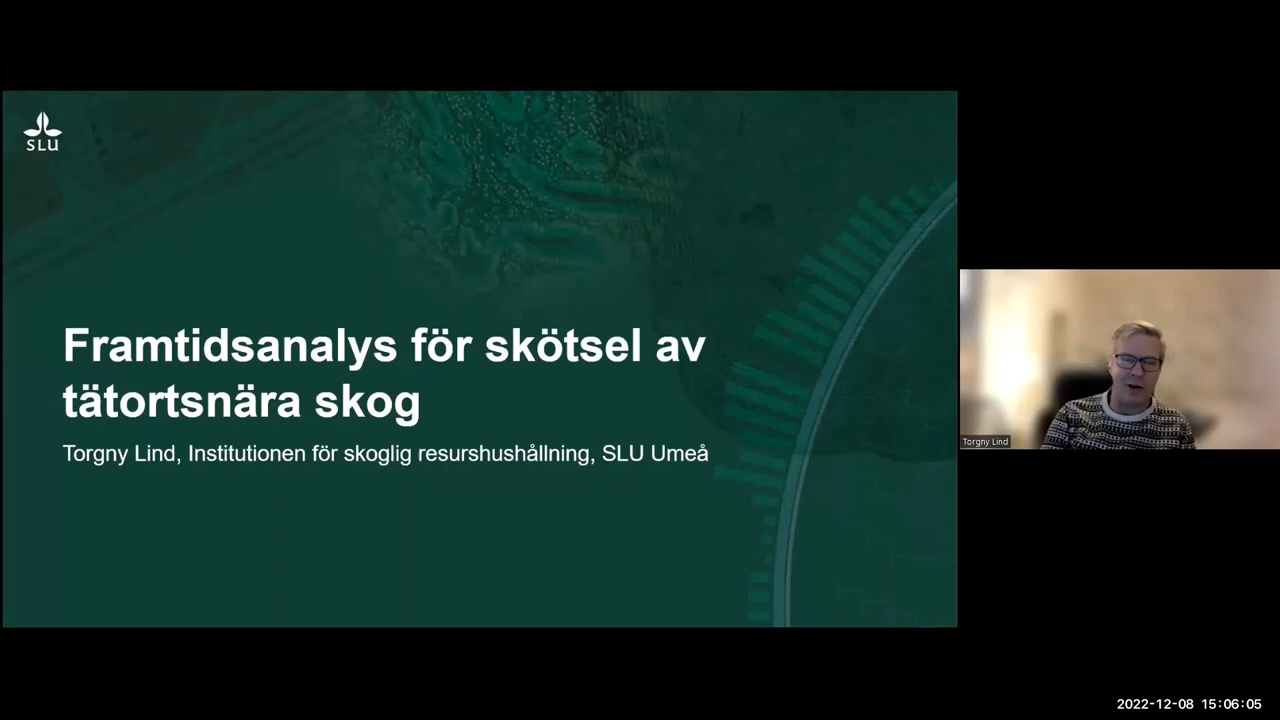 SLU
Framtidsanalys för skötsel av
tätortsnära skog
Torgny Lind, Institutionen för skoglig resurshushållning, SLU Umeå
Torgny Lind
2022-12-08 15:06:05